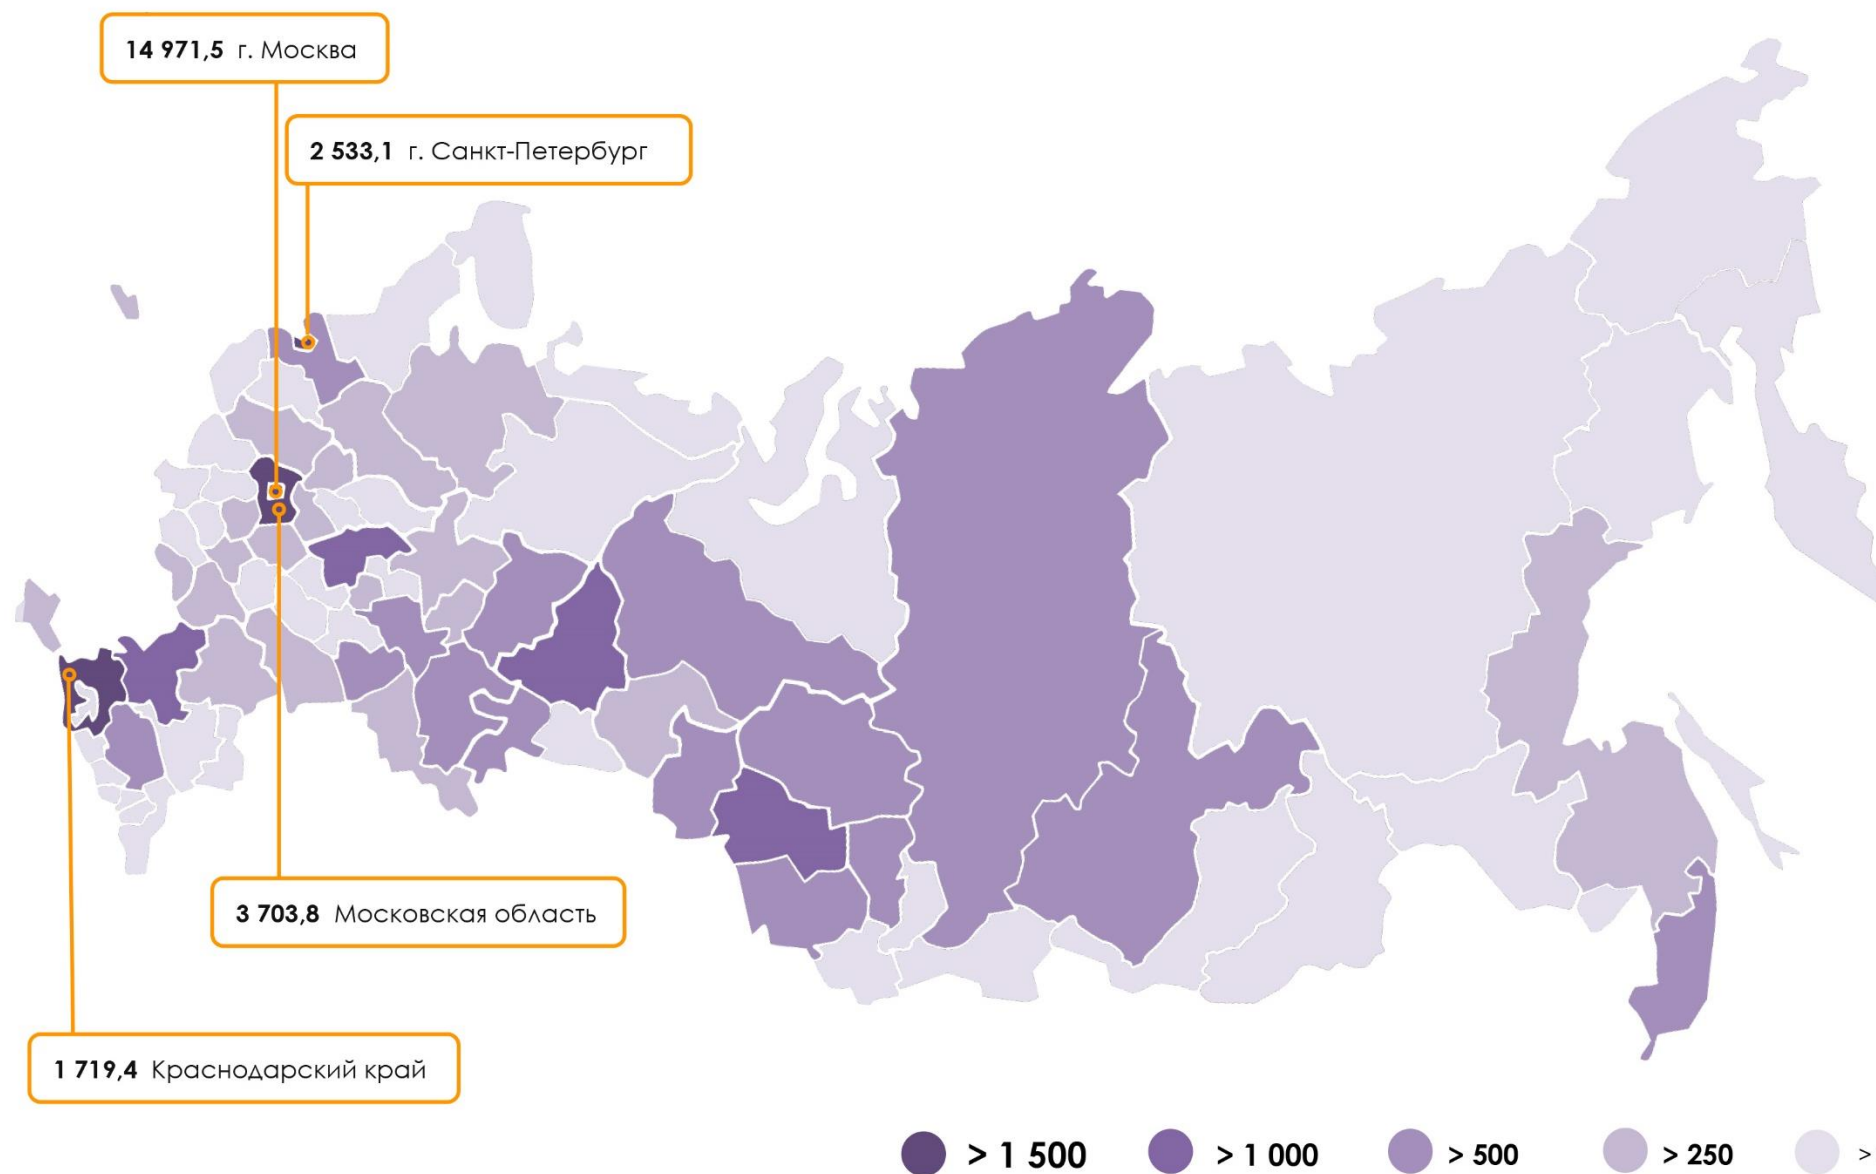 14 971,5 г. Москва
2 533,1 г. Санкт-Петербург
3 703,8 Московская область
1 719,4 Краснодарский край
> 1 500 > 1 000 > 500 > 250 >